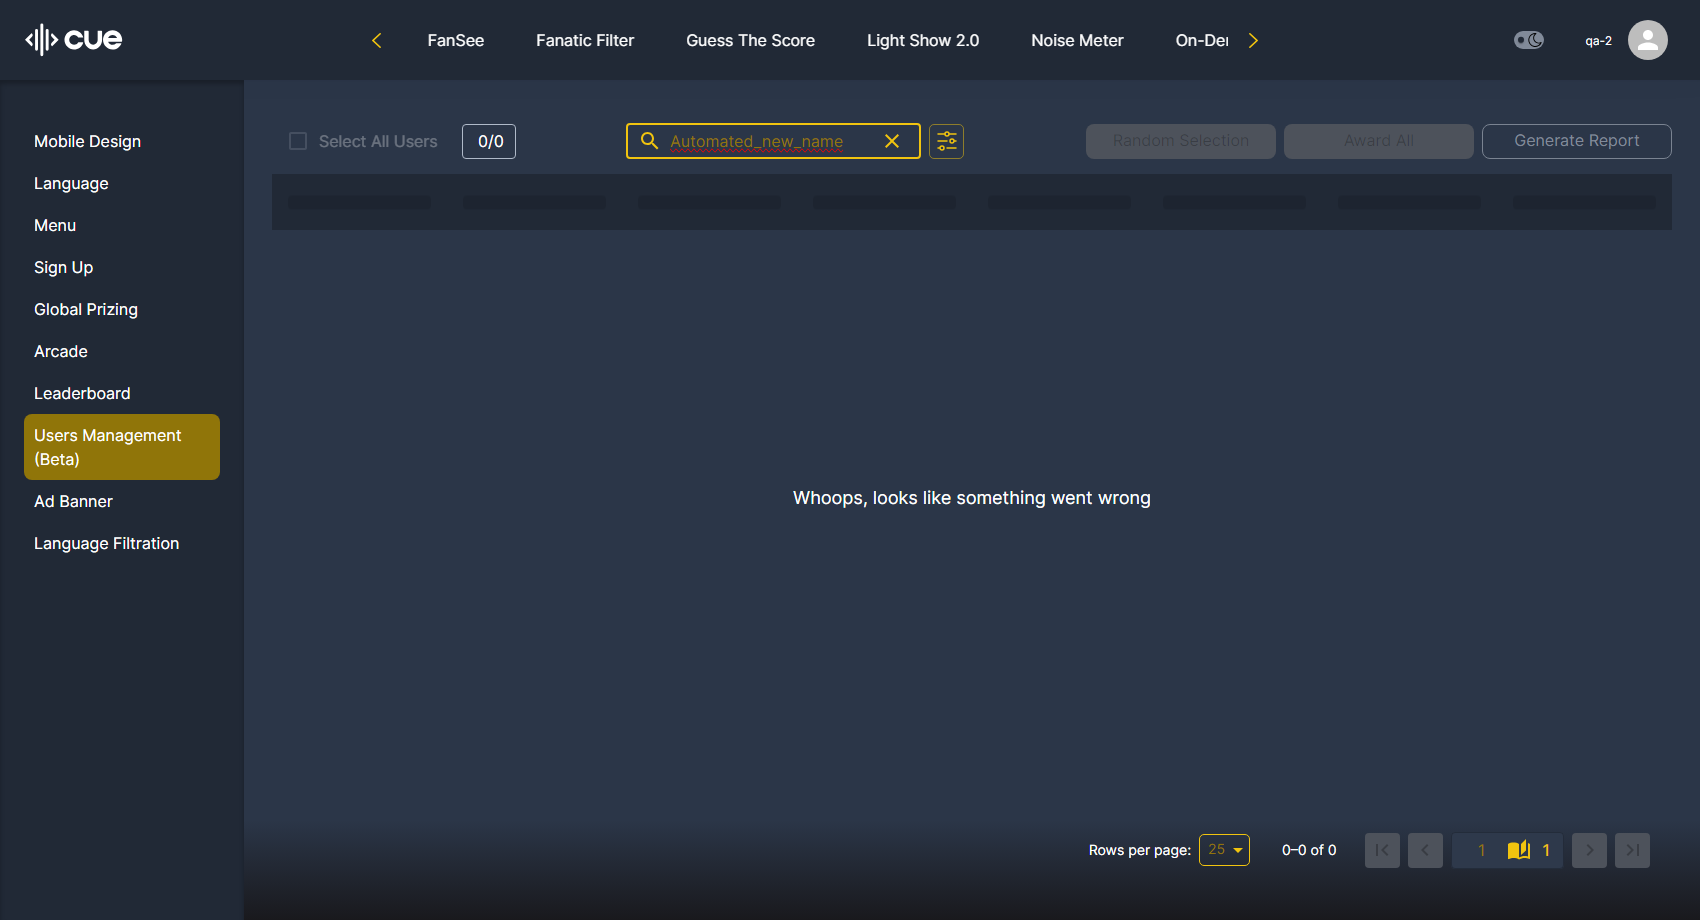 cue
FanSee
Fanatic Filter
Guess The Score
Light Show 2.0
Noise Meter
On-Der
qa-2
Mobile Design
Language
Menu
Sign Up
Global Prizing
Arcade
Leaderboard
Users Management
(Beta)
Ad Banner
Language Filtration
Select All Users
0/0
Automated_new_name
Random Selection
Award All
Generate Report
Whoops, looks like something went wrong
Rows per page:
25
0–0 of 0
1
1